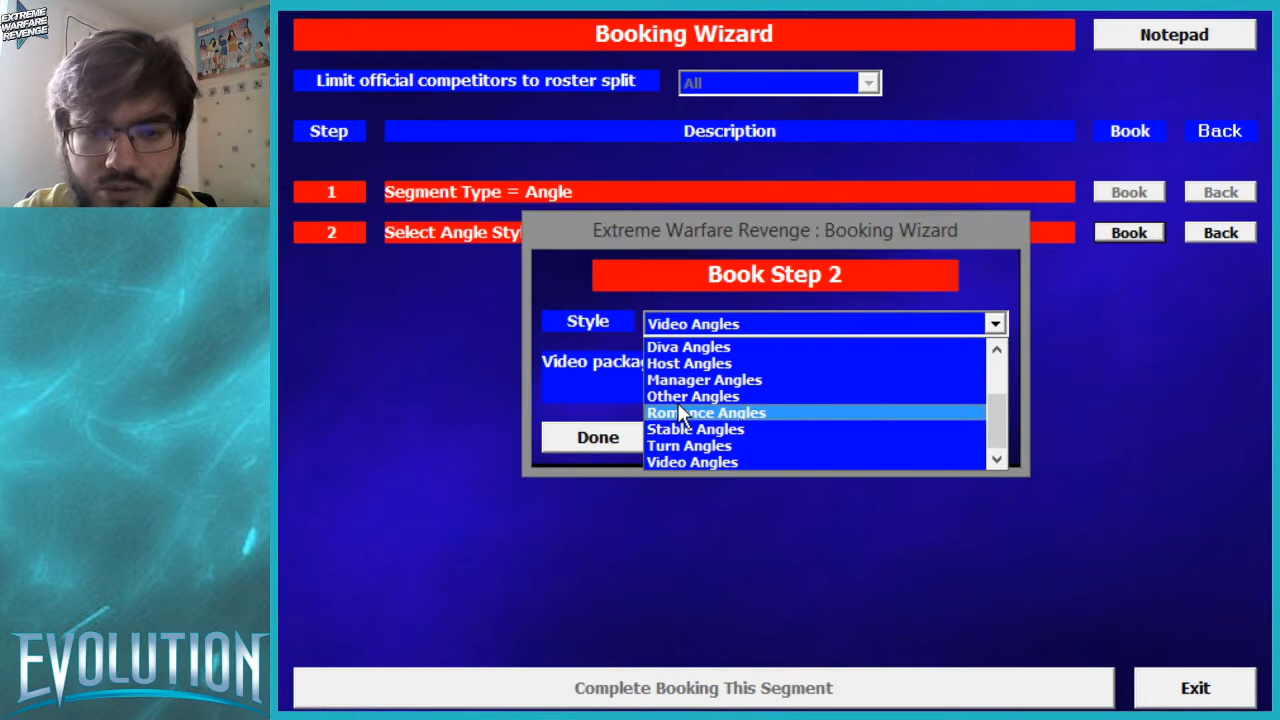 EXTREME
WARFARE
REVENGE
Booking Wizard
Notepad
Limit official competitors to roster split
All
Step
Description
Book
Back
1
Segment Type = Angle
Book
Back
2
Select Angle Sty
Book
Back
Extreme Warfare Revenge : Booking Wizard
Book Step 2
Style
Video Angles
Video packa
Diva Angles
Host Angles
Manager Angles
Other Angles
Romance Angles
Stable Angles
Turn Angles
Video Angles
Done
EVOLUTION
Complete Booking This Segment
Exit